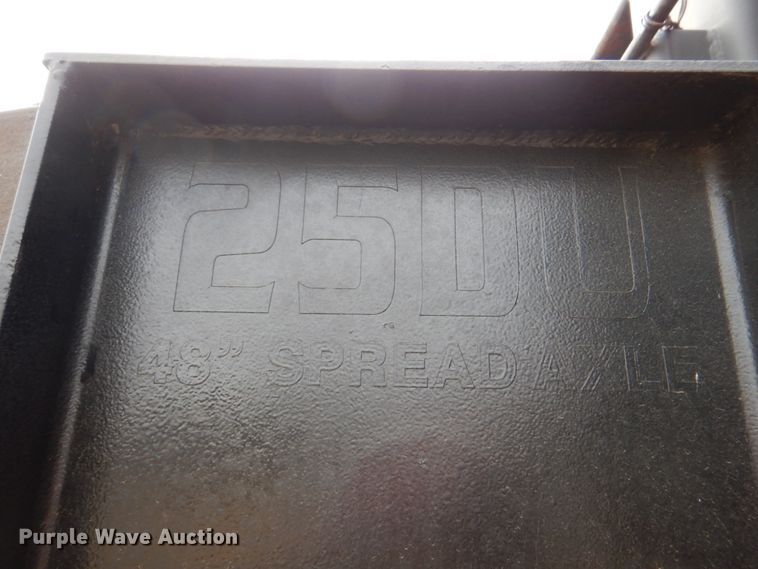 25DU
48" SPREAD AXLE
Purple Wave Auction